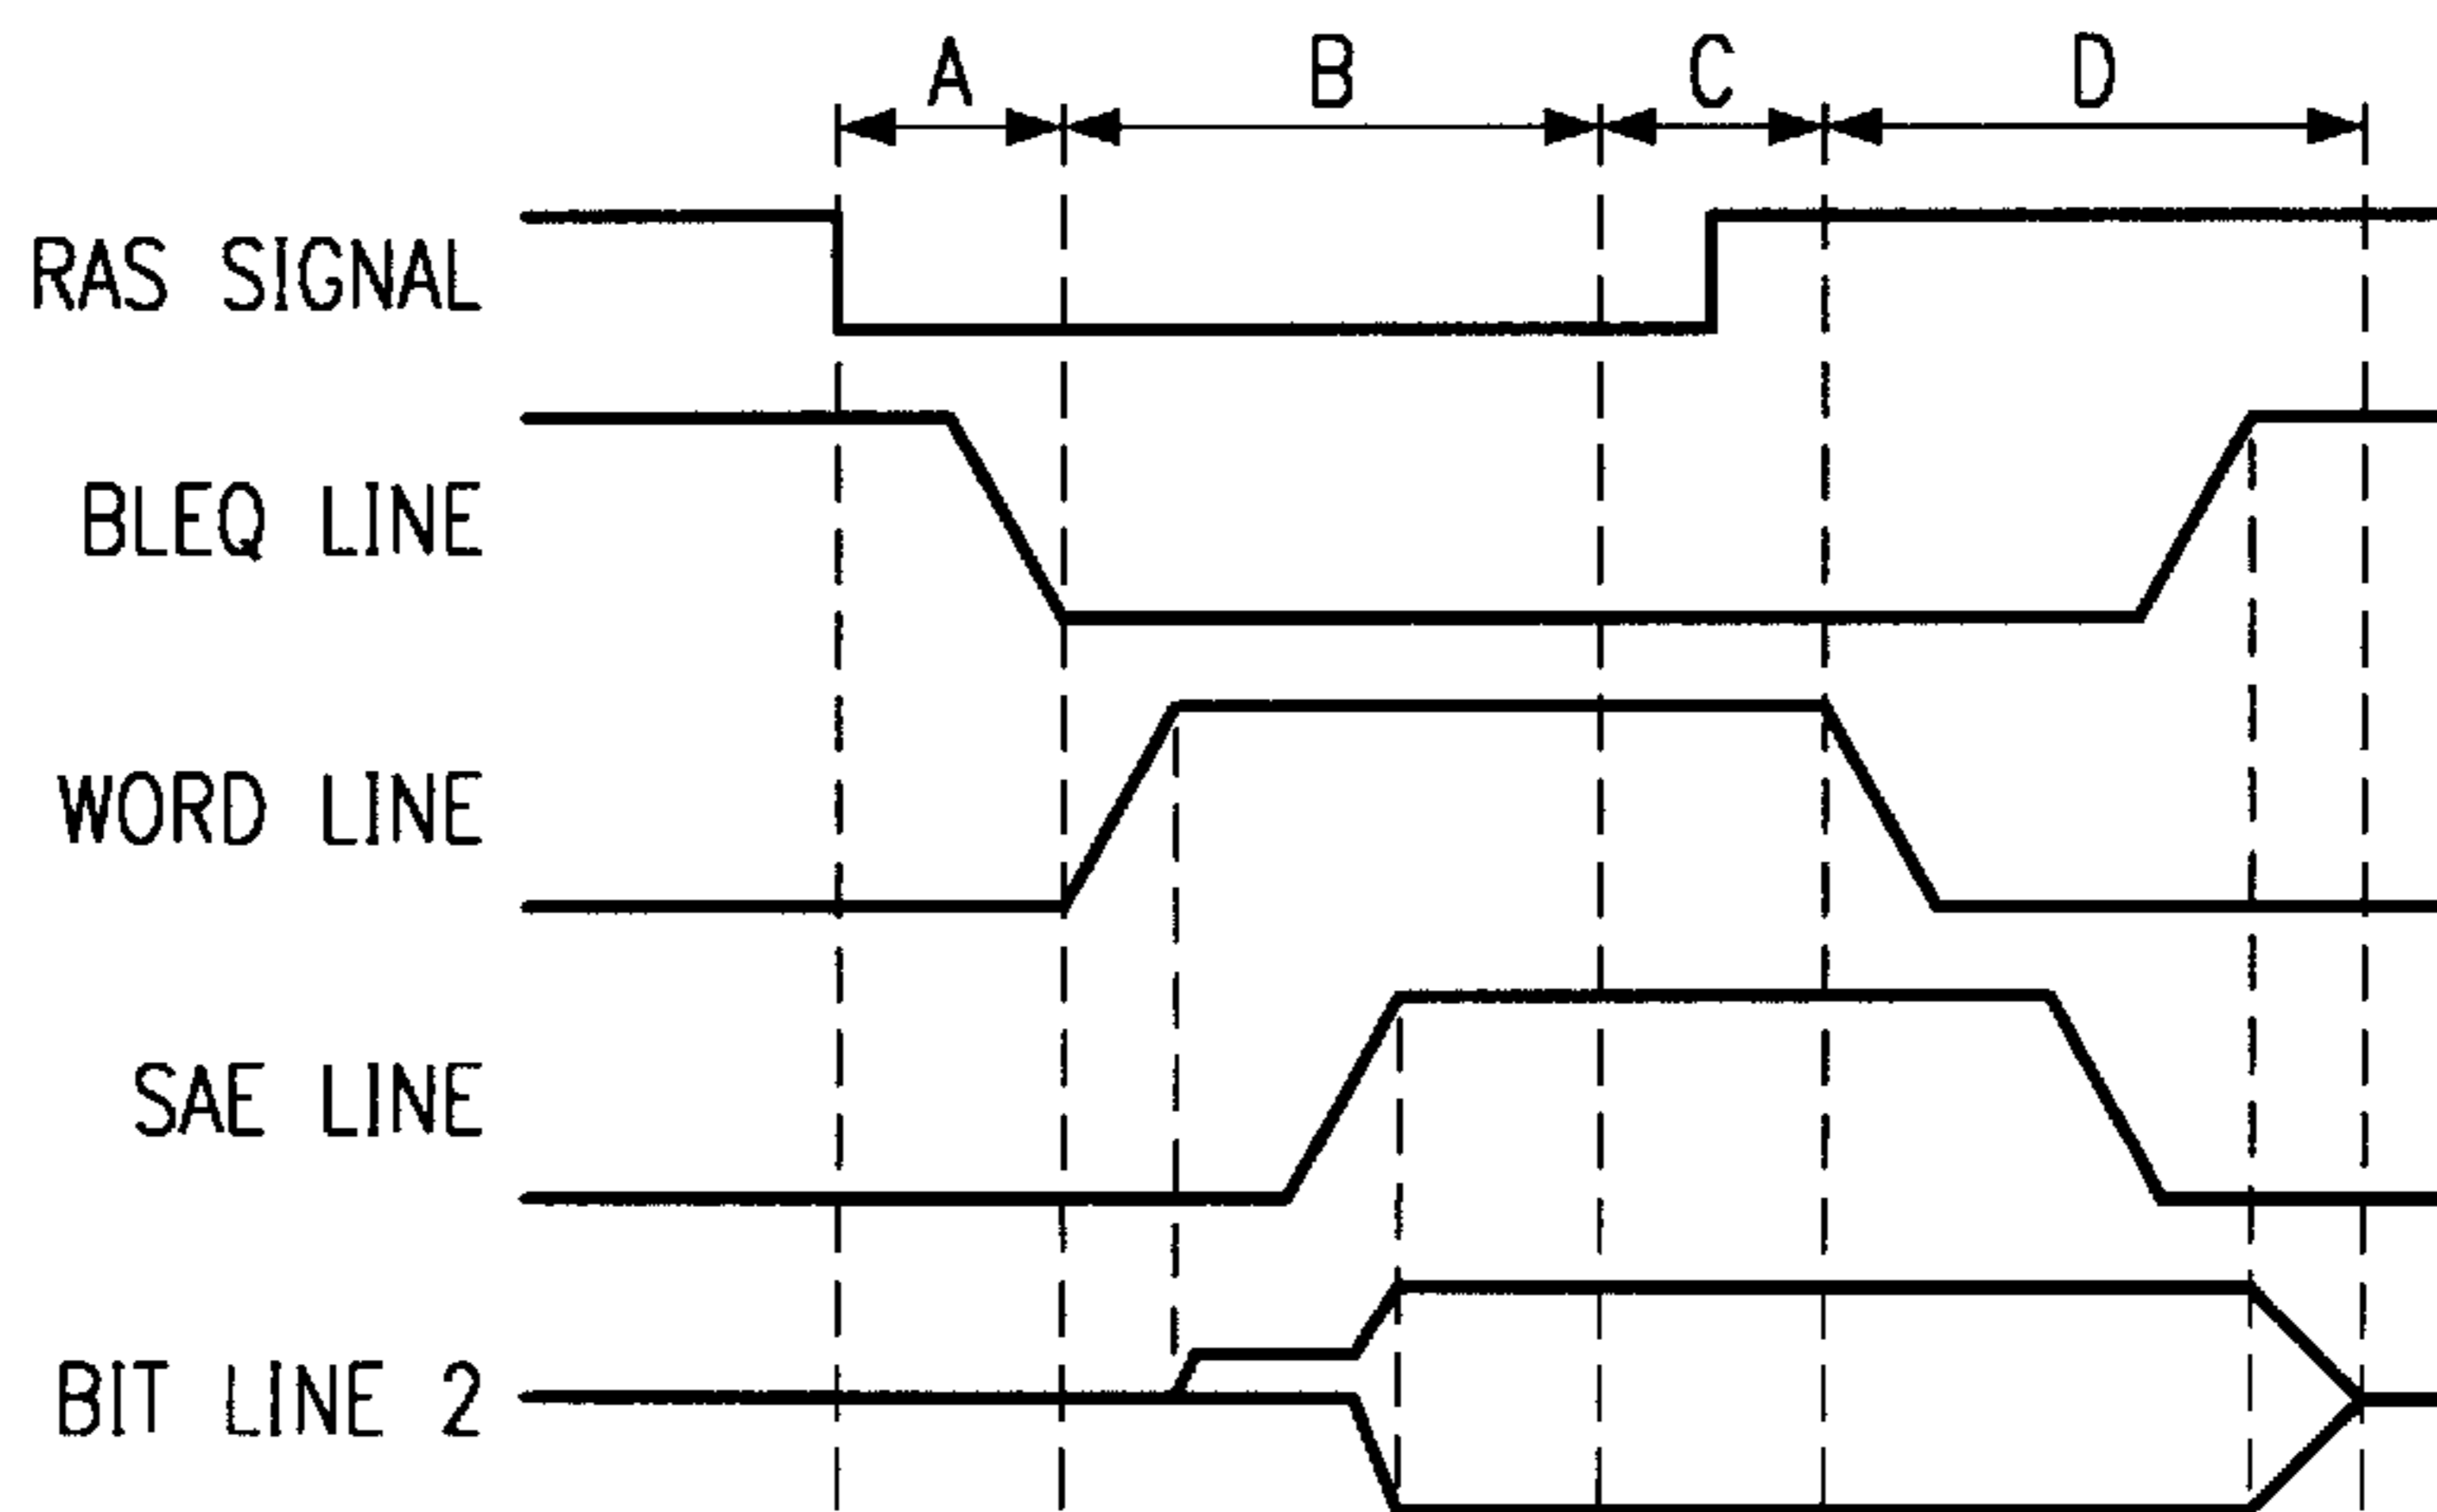 A B C D
RAS SIGNAL
BLEQ LINE
WORD LINE
SAE LINE
BIT LINE 2